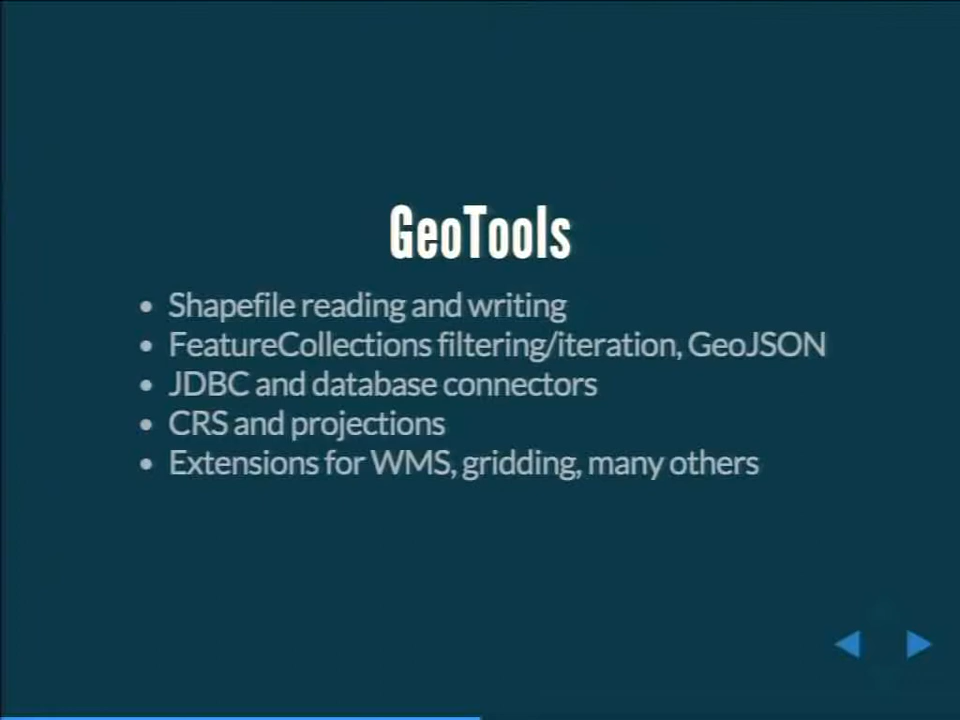 GeoTools
Shapefile reading and writing
FeatureCollections filtering/iteration, GeoJSON
JDBC and database connectors
CRS and projections
Extensions for WMS, gridding, many others